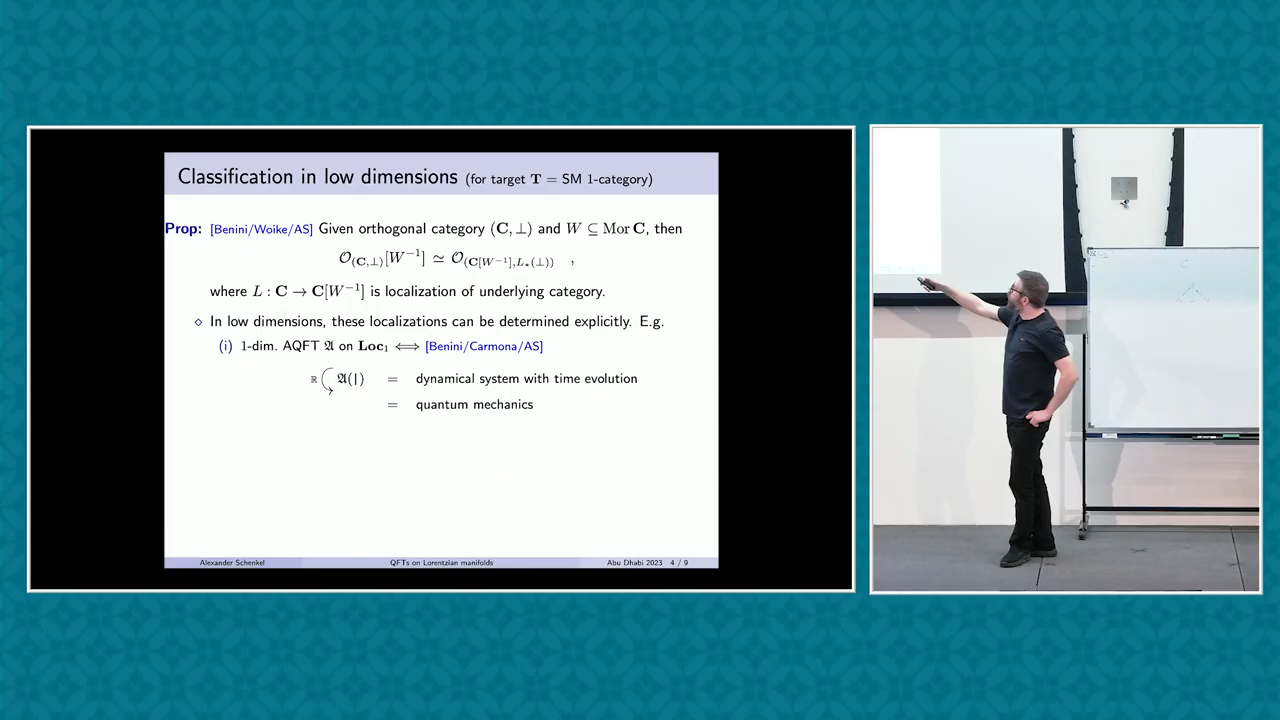 Classification in low dimensions (for target T = SM 1-category)
Prop: [Benini/Woike/AS] Given orthogonal category (C, ⊥) and W ⊆ Mor C, then
O_(C,⊥)[W⁻¹] ≃ O_(C[W⁻¹],L_*(⊥)) ,
where L : C → C[W⁻¹] is localization of underlying category.
◇ In low dimensions, these localizations can be determined explicitly. E.g.
(i) 1-dim. AQFT 𝔄 on Loc₁ ⟺ [Benini/Carmona/AS]
ℝ 𝔄(|) = dynamical system with time evolution
= quantum mechanics
Alexander Schenkel QFTs on Lorentzian manifolds Abu Dhabi 2023 4 / 9